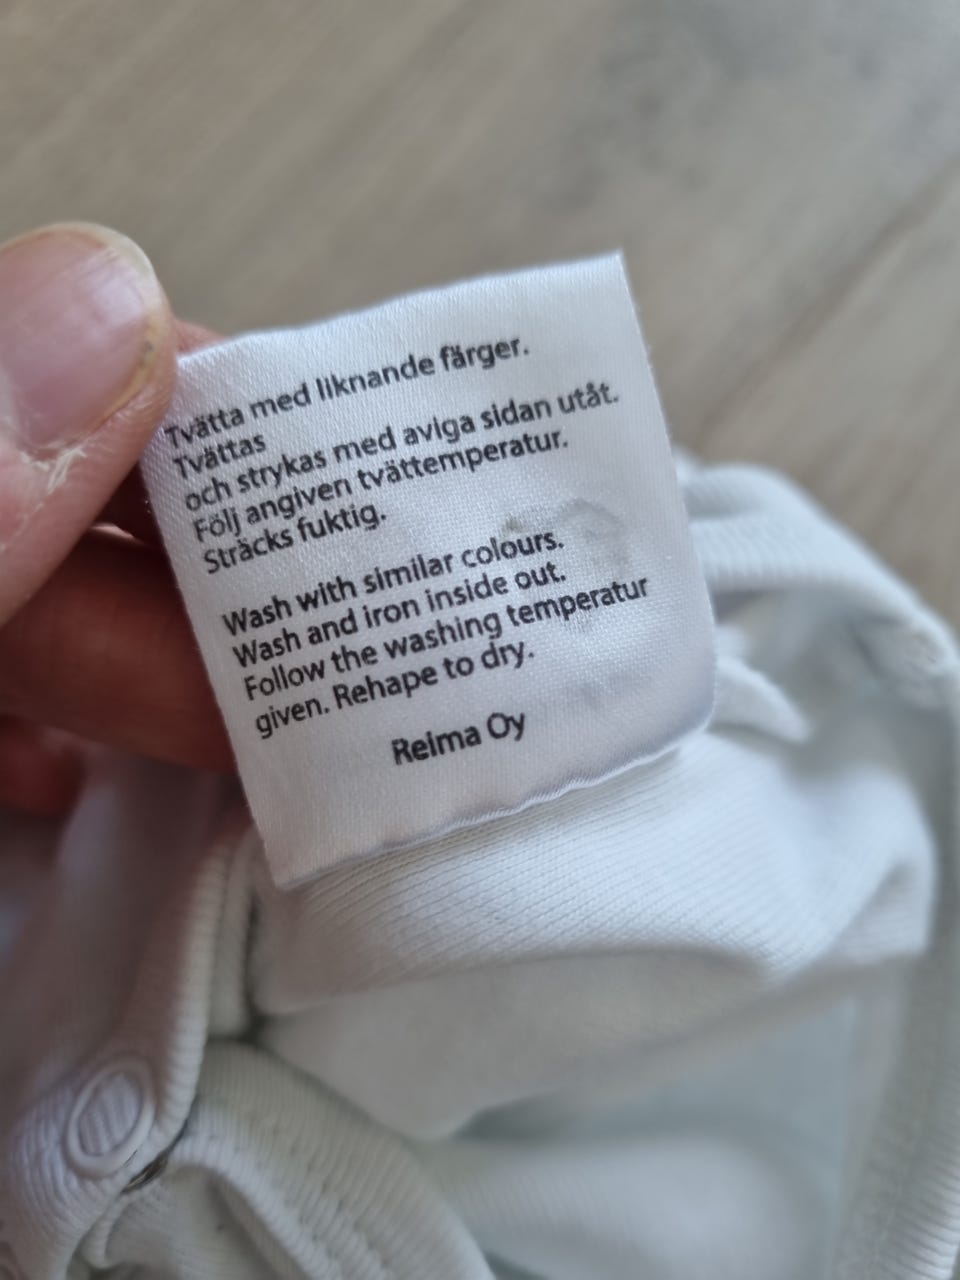 Tvätta med liknande färger.
Tvättas
och strykas med aviga sidan utåt.
Följ angiven tvättemperatur.
Sträcks fuktig.
Wash with similar colours.
Wash and iron inside out.
Follow the washing temperatur
given. Rehape to dry.
Reima Oy